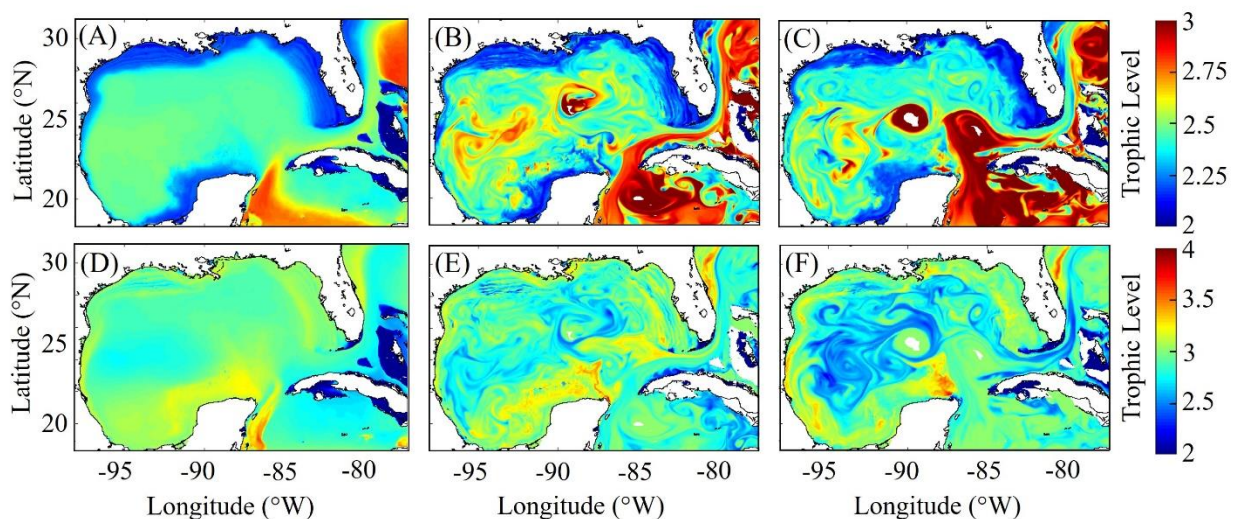 (A) (B) (C)
30
25
20
Latitude (°N)
3
2.75
2.5
2.25
2
Trophic Level
(D) (E) (F)
30
25
20
Latitude (°N)
4
3.5
3
2.5
2
Trophic Level
-95 -90 -85 -80 -95 -90 -85 -80 -95 -90 -85 -80
Longitude (°W) Longitude (°W) Longitude (°W)